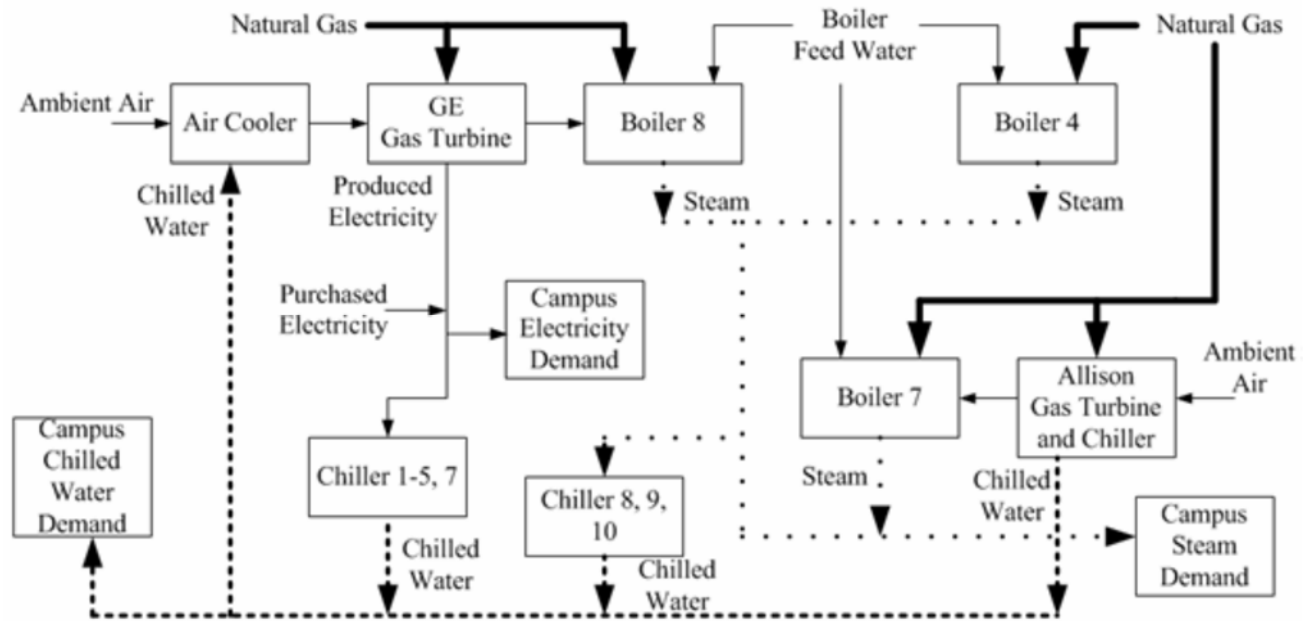 Natural Gas
Boiler
Feed Water
Natural Gas
Ambient Air
Air Cooler
GE
Gas Turbine
Boiler 8
Boiler 4
Chilled
Water
Produced
Electricity
Steam
Steam
Purchased
Electricity
Campus
Electricity
Demand
Boiler 7
Allison
Gas Turbine
and Chiller
Ambient
Air
Campus
Chilled
Water
Demand
Chiller 1-5, 7
Chiller 8, 9,
10
Steam
Chilled
Water
Campus
Steam
Demand
Chilled
Water
Chilled
Water